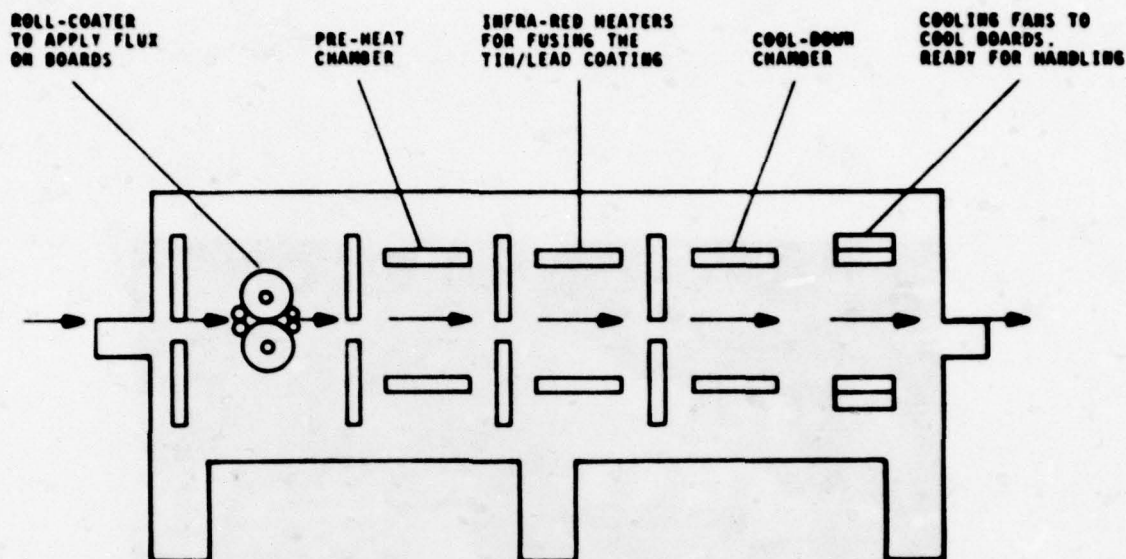 ROLL-COATER
TO APPLY FLUX
ON BOARDS
PRE-HEAT
CHAMBER
INFRA-RED HEATERS
FOR FUSING THE
TIN/LEAD COATING
COOL-DOWN
CHAMBER
COOLING FANS TO
COOL BOARDS.
READY FOR HANDLING